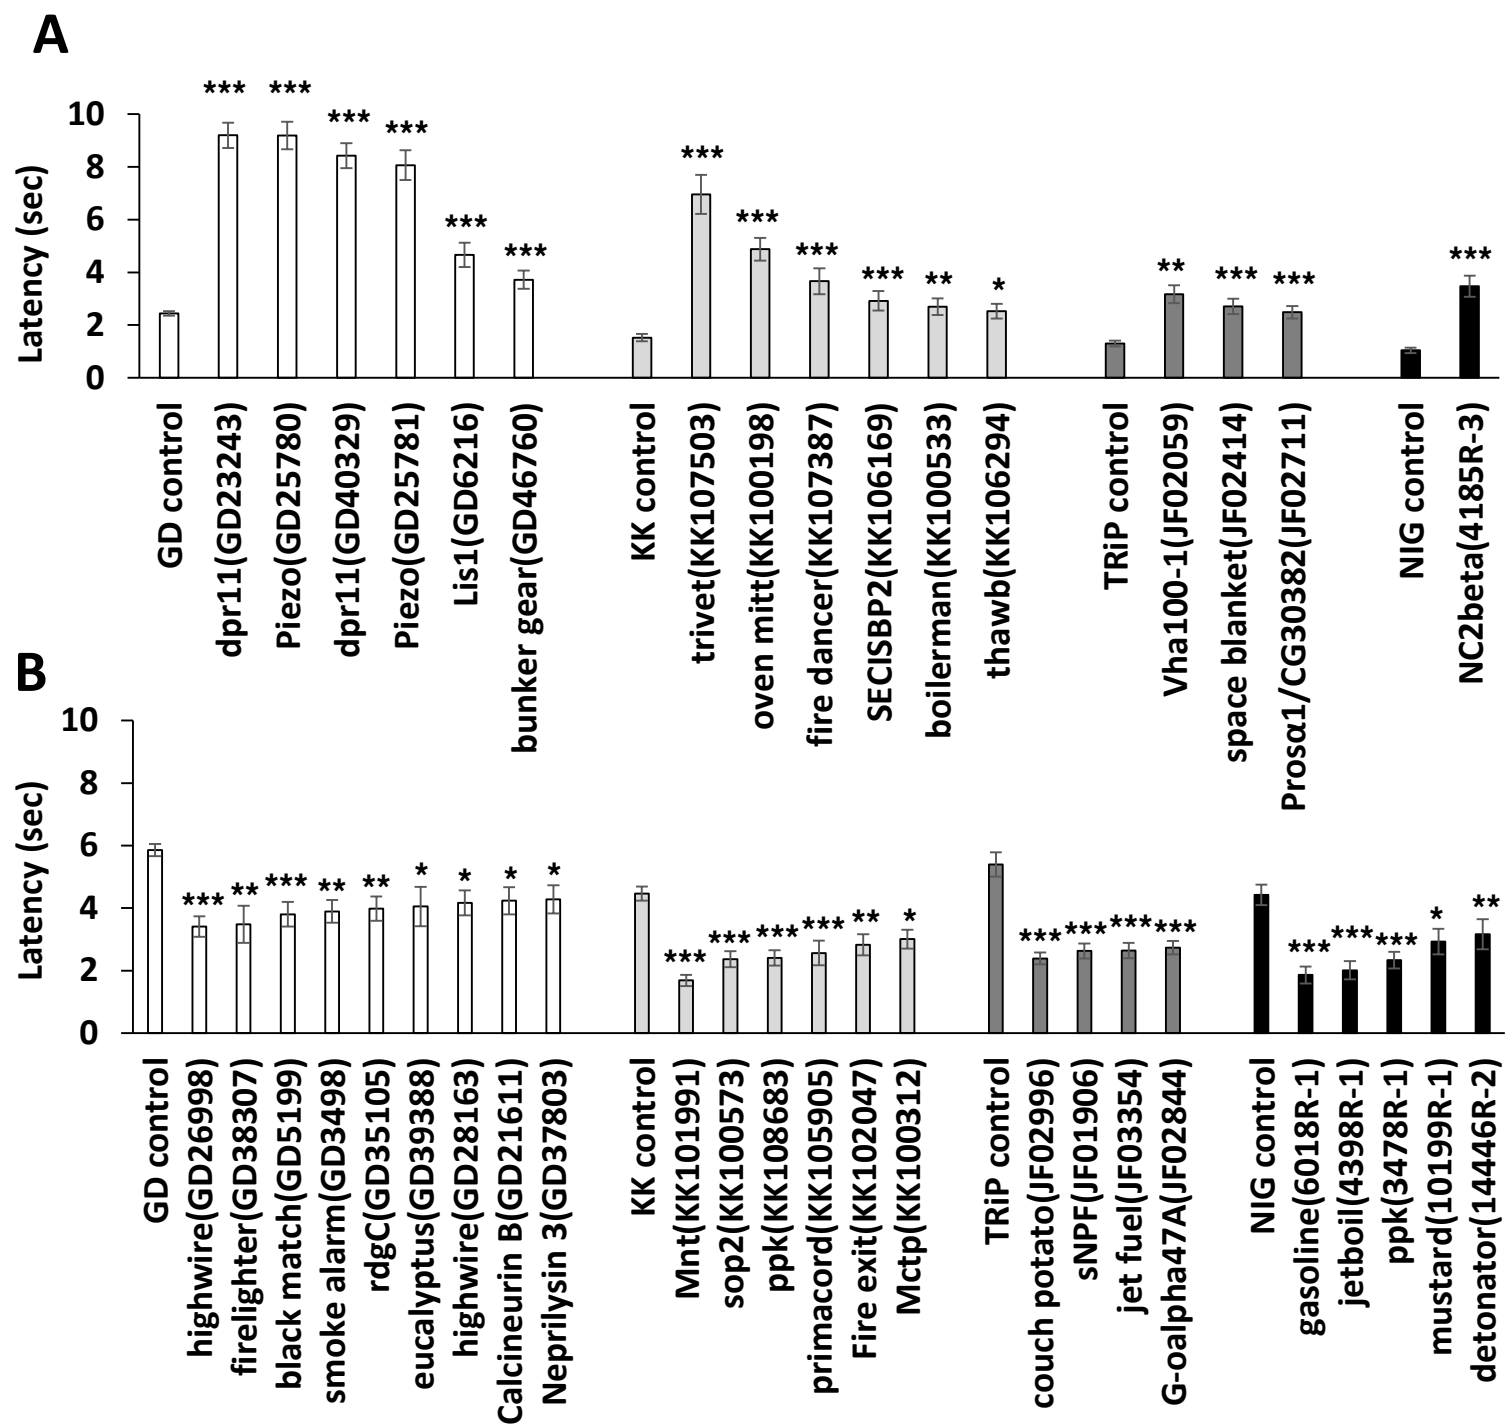 A
Latency (sec)
10
8
6
4
2
0
***
***
***
***
***
***
***
***
***
***
**
*
**
***
***
***
GD control
dpr11(GD23243)
Piezo(GD25780)
dpr11(GD40329)
Piezo(GD25781)
Lis1(GD6216)
bunker gear(GD46760)
KK control
trivet(KK107503)
oven mitt(KK100198)
fire dancer(KK107387)
SECISBP2(KK106169)
boilerman(KK100533)
thawb(KK106294)
TRiP control
Vha100-1(JF02059)
space blanket(JF02414)
Prosα1/CG30382(JF02711)
NIG control
NC2beta(4185R-3)
B
Latency (sec)
10
8
6
4
2
0
***
**
***
**
**
*
*
*
*
***
***
***
***
**
*
***
***
***
***
***
***
***
*
**
GD control
highwire(GD26998)
firelighter(GD38307)
black match(GD5199)
smoke alarm(GD3498)
rdgC(GD35105)
eucalyptus(GD39388)
highwire(GD28163)
Calcineurin B(GD21611)
Neprilysin 3(GD37803)
KK control
Mnt(KK101991)
sop2(KK100573)
ppk(KK108683)
primacord(KK105905)
Fire exit(KK102047)
Mctp(KK100312)
TRiP control
couch potato(JF02996)
sNPF(JF01906)
jet fuel(JF03354)
G-oalpha47A(JF02844)
NIG control
gasoline(6018R-1)
jetboil(4398R-1)
ppk(3478R-1)
mustard(10199R-1)
detonator(14446R-2)